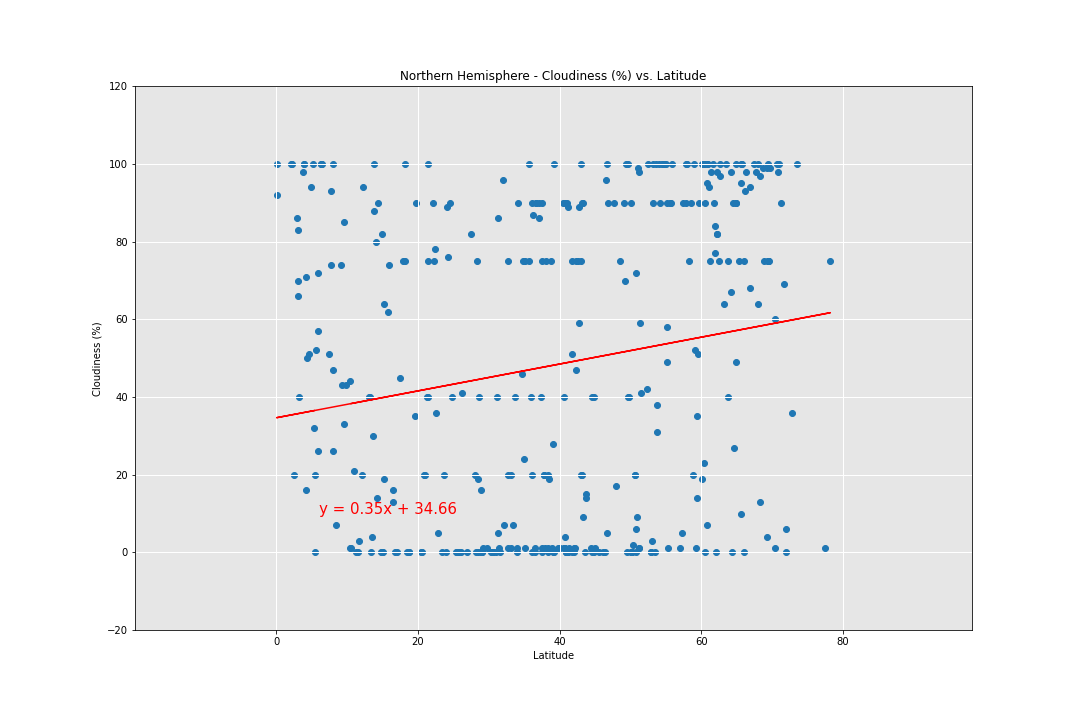 Northern Hemisphere - Cloudiness (%) vs. Latitude
120
100
80
60
40
20
0
−20
Cloudiness (%)
y = 0.35x + 34.66
0 20 40 60 80
Latitude